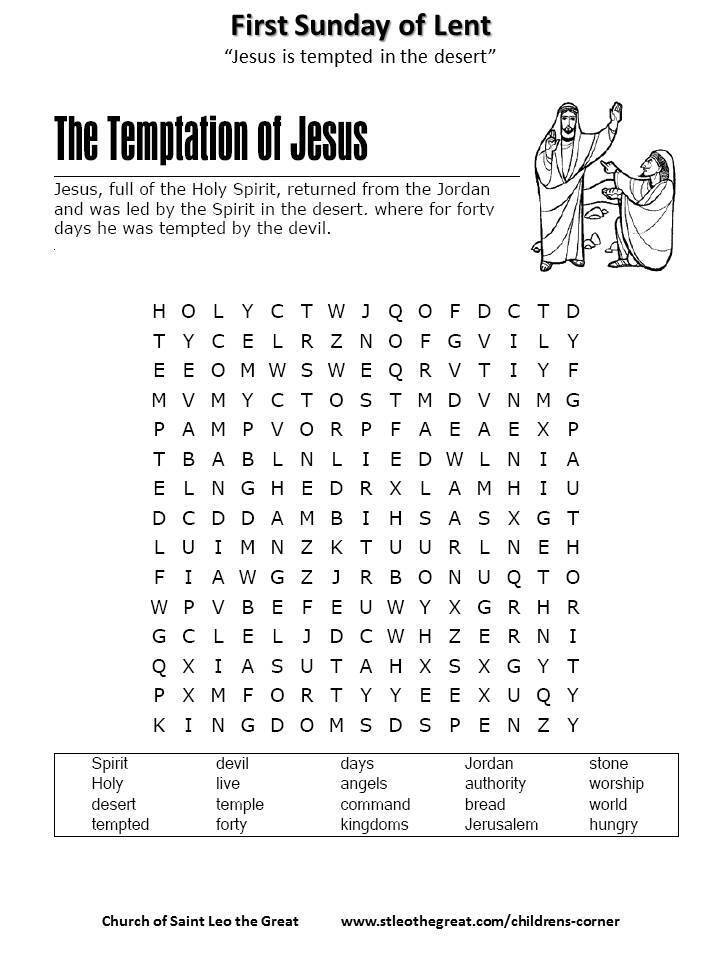 First Sunday of Lent
“Jesus is tempted in the desert”
The Temptation of Jesus
Jesus, full of the Holy Spirit, returned from the Jordan
and was led by the Spirit in the desert. where for forty
days he was tempted by the devil.
.
H O L Y C T W J Q O F D C T D
T Y C E L R Z N O F G V I L Y
E E O M W S W E Q R V T I Y F
M V M Y C T O S T M D V N M G
P A M P V O R P F A E A E X P
T B A B L N L I E D W L N I A
E L N G H E D R X L A M H I U
D C D D A M B I H S A S X G T
L U I M N Z K T U U R L N E H
F I A W G Z J R B O N U Q T O
W P V B E F E U W Y X G R H R
G C L E L J D C W H Z E R N I
Q X I A S U T A H X S X G Y T
P X M F O R T Y Y E E X U Q Y
K I N G D O M S D S P E N Z Y
Spirit devil days Jordan stone
Holy live angels authority worship
desert temple command bread world
tempted forty kingdoms Jerusalem hungry
Church of Saint Leo the Great www.stleothegreat.com/childrens-corner